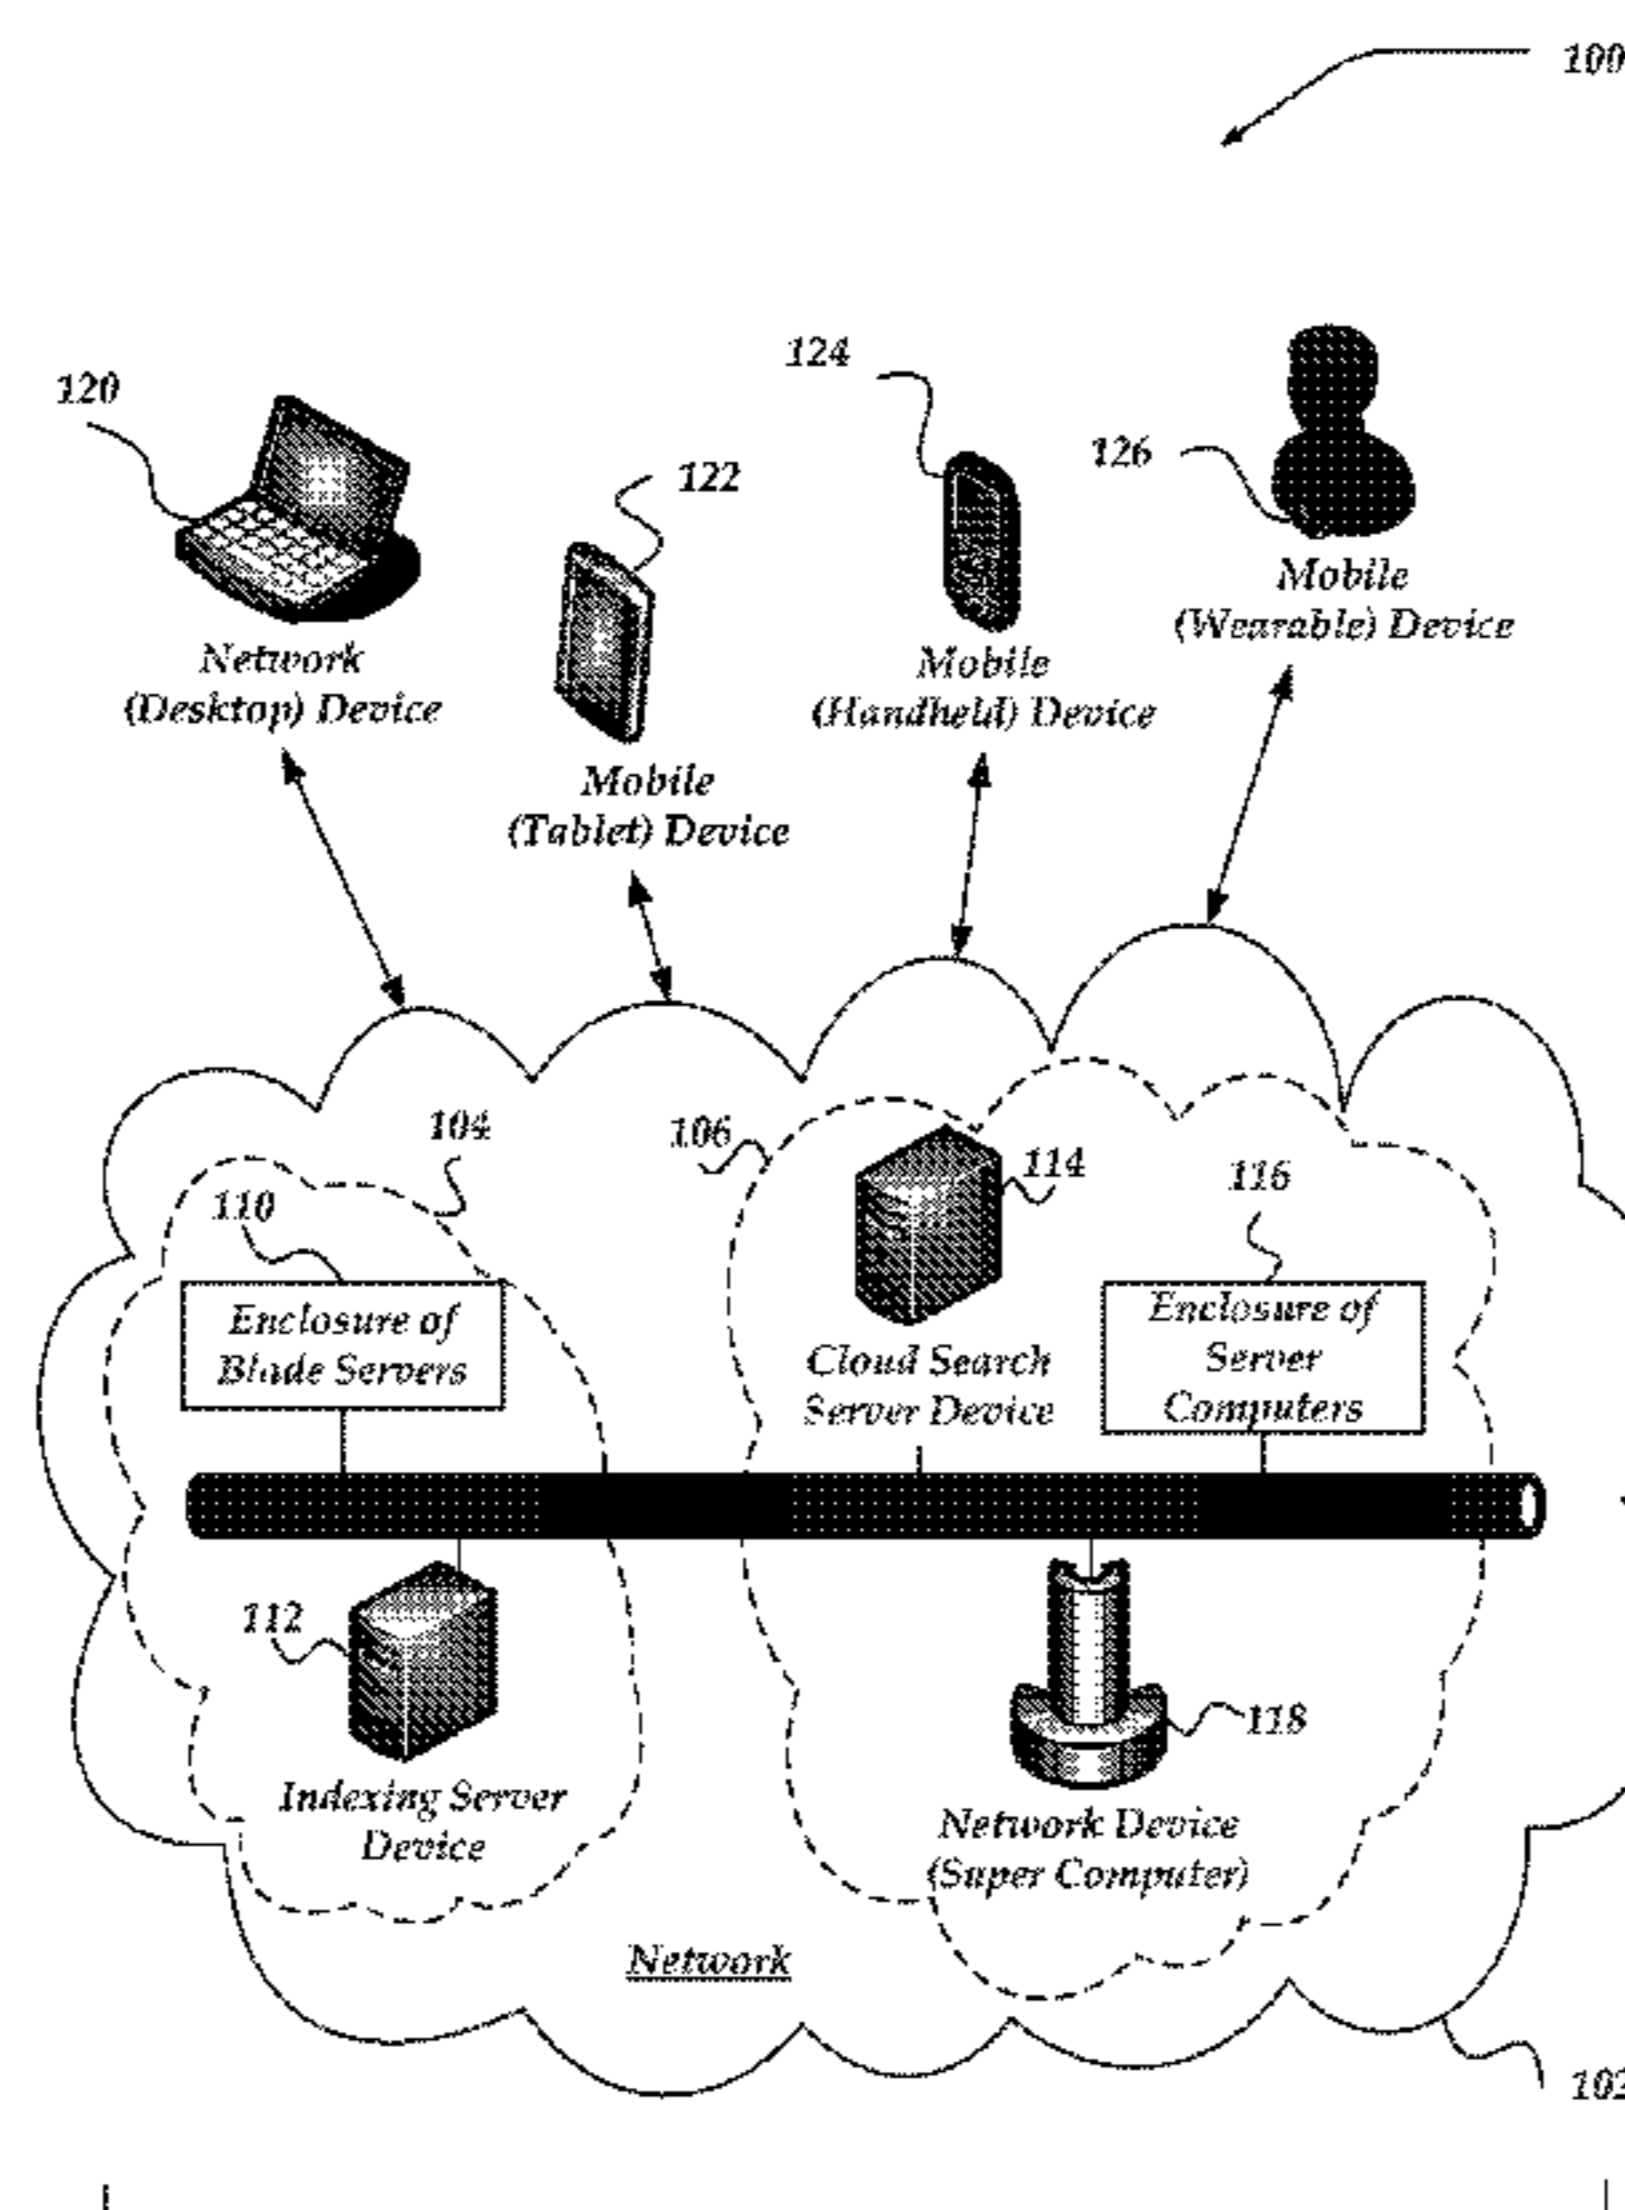 100
124
120
126
122
Mobile
(Wearable) Device
Network
(Desktop) Device
Mobile
(Handheld) Device
Mobile
(Tablet) Device
104
106
114
116
110
Enclosure of
Blade Servers
Enclosure of
Server
Computers
Cloud Search
Server Device
112
118
Indexing Server
Device
Network Device
(Super Computer)
Network
102